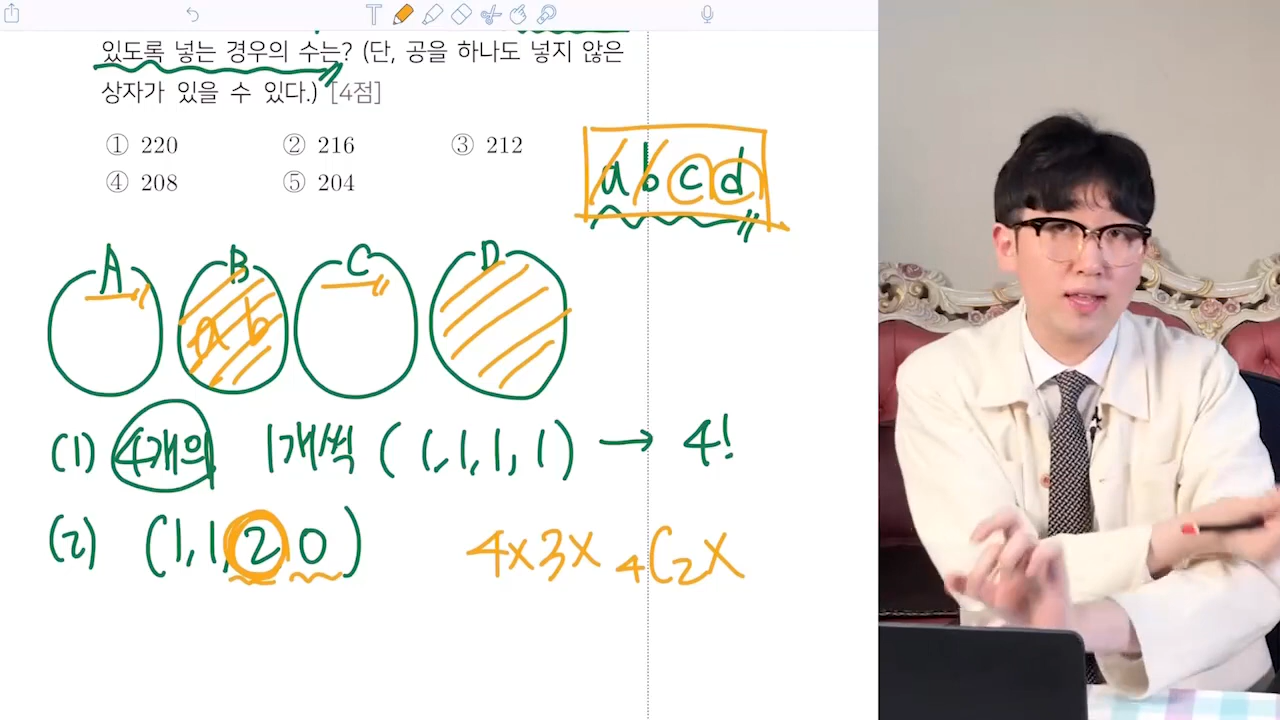 있도록 넣는 경우의 수는? (단, 공을 하나도 넣지 않은
상자가 있을 수 있다.) [4점]
① 220 ② 216 ③ 212
④ 208 ⑤ 204
a b c d
A B C D
a b
(1) 4개의 1개씩 (1, 1, 1, 1) → 4!
(2) (1, 1, 2, 0) 4×3× ₄C₂×